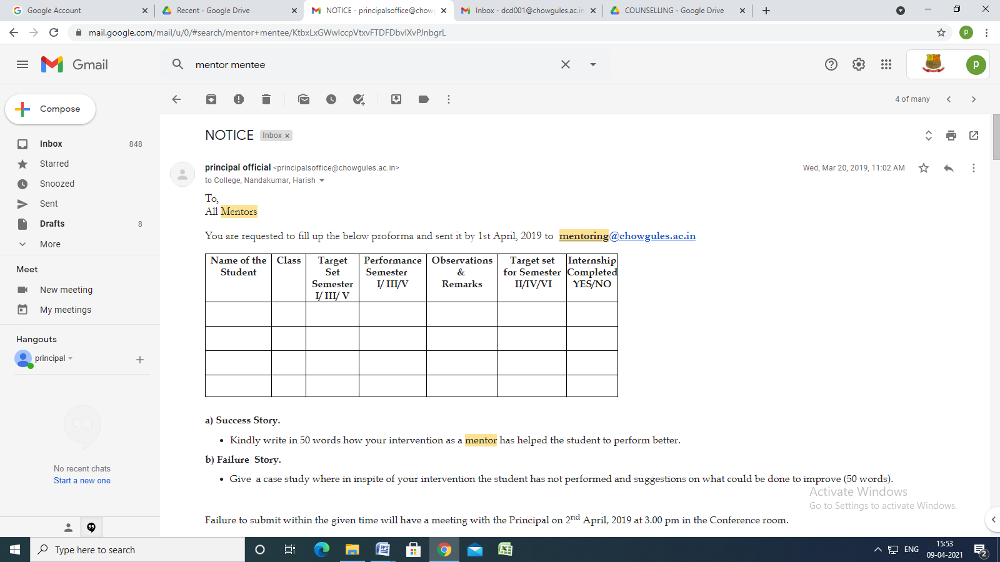 Google Account
Recent - Google Drive
NOTICE - principalsoffice@chow
Inbox - dcd001@chowgules.ac.in
COUNSELLING - Google Drive
mail.google.com/mail/u/0/#search/mentor+mentee/KtbxLxGWwlccpVtxvFTDFDbvlXvPJnbgrL
P
Gmail
mentor mentee
p
Compose
4 of many
Inbox 848
Starred
Snoozed
Sent
Drafts 8
More
Meet
New meeting
My meetings
Hangouts
principal
No recent chats
Start a new one
NOTICE Inbox x
principal official <principalsoffice@chowgules.ac.in>
Wed, Mar 20, 2019, 11:02 AM
to College, Nandakumar, Harish
To,
All Mentors
You are requested to fill up the below proforma and sent it by 1st April, 2019 to mentoring@chowgules.ac.in
Name of the Student
Class
Target Set Semester I/ III/ V
Performance Semester I/ III/V
Observations & Remarks
Target set for Semester II/IV/VI
Internship Completed YES/NO
a) Success Story.
• Kindly write in 50 words how your intervention as a mentor has helped the student to perform better.
b) Failure Story.
• Give a case study where in inspite of your intervention the student has not performed and suggestions on what could be done to improve (50 words).
Activate Windows
Go to Settings to activate Windows.
Failure to submit within the given time will have a meeting with the Principal on 2nd April, 2019 at 3.00 pm in the Conference room.
Type here to search
ENG
15:53
09-04-2021
2